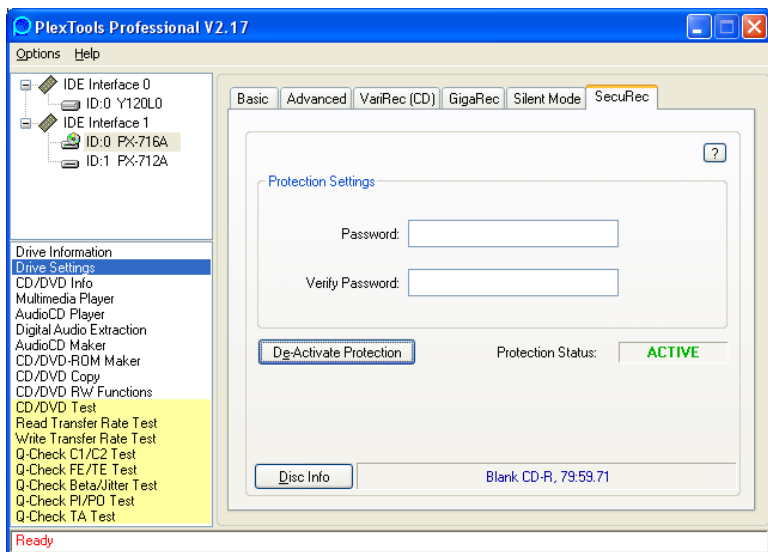 PlexTools Professional V2.17
Options Help
IDE Interface 0
ID:0 Y120L0
IDE Interface 1
ID:0 PX-716A
ID:1 PX-712A
Drive Information
Drive Settings
CD/DVD Info
Multimedia Player
AudioCD Player
Digital Audio Extraction
AudioCD Maker
CD/DVD-ROM Maker
CD/DVD Copy
CD/DVD RW Functions
CD/DVD Test
Read Transfer Rate Test
Write Transfer Rate Test
Q-Check C1/C2 Test
Q-Check FE/TE Test
Q-Check Beta/Jitter Test
Q-Check PI/PO Test
Q-Check TA Test
Basic Advanced VariRec (CD) GigaRec Silent Mode SecuRec
?
Protection Settings
Password:
Verify Password:
De-Activate Protection Protection Status: ACTIVE
Disc Info Blank CD-R, 79:59.71
Ready